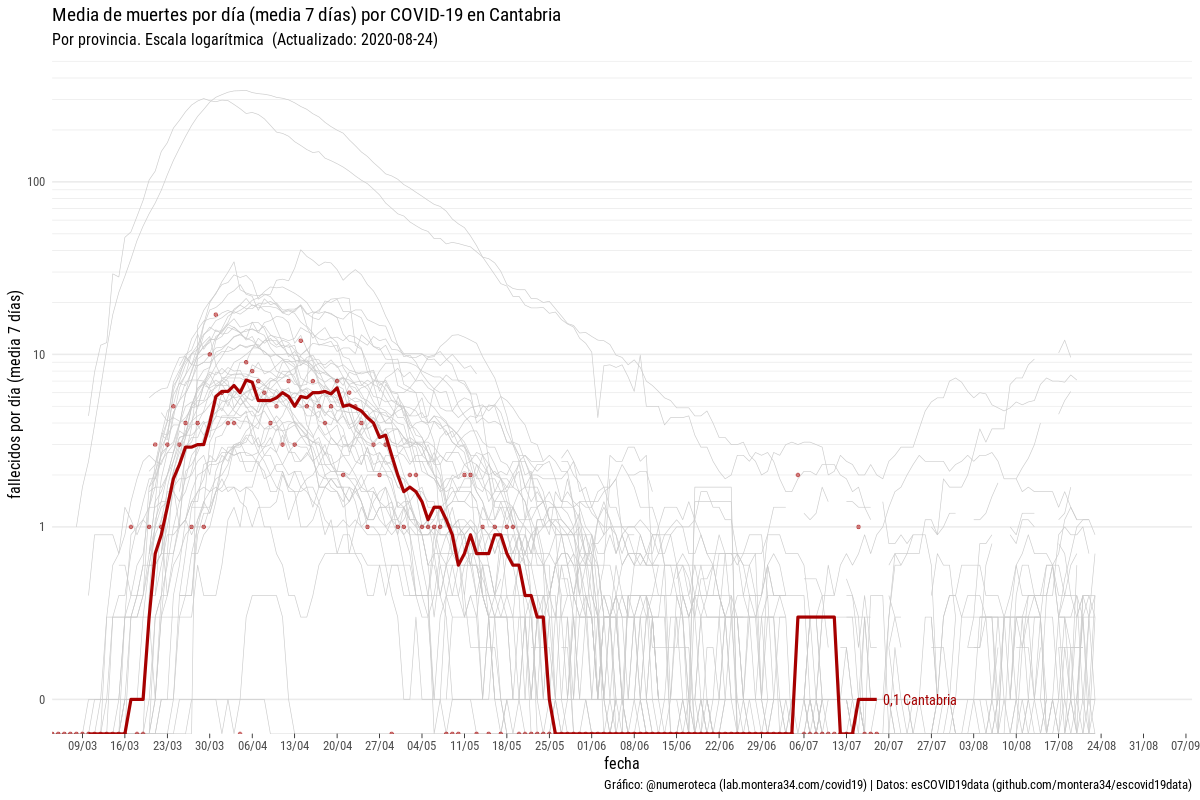 Media de muertes por día (media 7 días) por COVID-19 en Cantabria
Por provincia. Escala logarítmica  (Actualizado: 2020-08-24)
fallecidos por día (media 7 días)
100
10
1
0
0,1 Cantabria
09/03 16/03 23/03 30/03 06/04 13/04 20/04 27/04 04/05 11/05 18/05 25/05 01/06 08/06 15/06 22/06 29/06 06/07 13/07 20/07 27/07 03/08 10/08 17/08 24/08 31/08 07/09
fecha
Gráfico: @numeroteca (lab.montera34.com/covid19) | Datos: esCOVID19data (github.com/montera34/escovid19data)